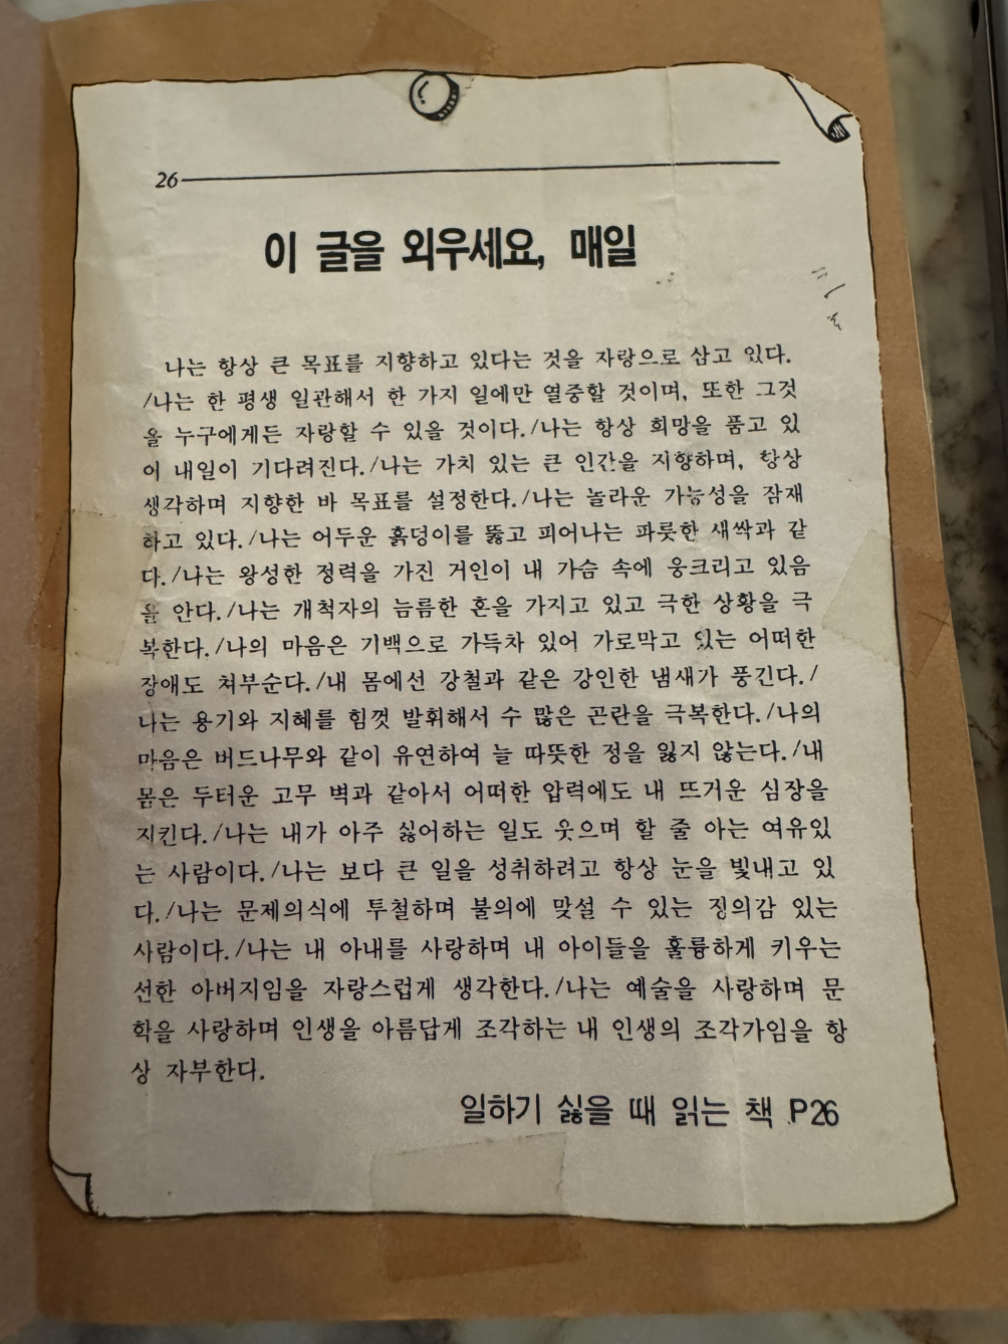 26
이 글을 외우세요, 매일
나는 항상 큰 목표를 지향하고 있다는 것을 자랑으로 삼고 있다.
/나는 한 평생 일관해서 한 가지 일에만 열중할 것이며, 또한 그것
을 누구에게든 자랑할 수 있을 것이다./나는 항상 희망을 품고 있
어 내일이 기다려진다./나는 가치 있는 큰 인간을 지향하며, 항상
생각하며 지향한 바 목표를 설정한다./나는 놀라운 가능성을 잠재
하고 있다./나는 어두운 흙덩이를 뚫고 피어나는 파릇한 새싹과 같
다./나는 왕성한 정력을 가진 거인이 내 가슴 속에 웅크리고 있음
을 안다./나는 개척자의 늠름한 혼을 가지고 있고 극한 상황을 극
복한다./나의 마음은 기백으로 가득차 있어 가로막고 있는 어떠한
장애도 쳐부순다./내 몸에선 강철과 같은 강인한 냄새가 풍긴다./
나는 용기와 지혜를 힘껏 발휘해서 수 많은 곤란을 극복한다./나의
마음은 버드나무와 같이 유연하여 늘 따뜻한 정을 잃지 않는다./내
몸은 두터운 고무 벽과 같아서 어떠한 압력에도 내 뜨거운 심장을
지킨다./나는 내가 아주 싫어하는 일도 웃으며 할 줄 아는 여유있
는 사람이다./나는 보다 큰 일을 성취하려고 항상 눈을 빛내고 있
다./나는 문제의식에 투철하며 불의에 맞설 수 있는 정의감 있는
사람이다./나는 내 아내를 사랑하며 내 아이들을 훌륭하게 키우는
선한 아버지임을 자랑스럽게 생각한다./나는 예술을 사랑하며 문
학을 사랑하며 인생을 아름답게 조각하는 내 인생의 조각가임을 항
상 자부한다.
일하기 싫을 때 읽는 책 P26